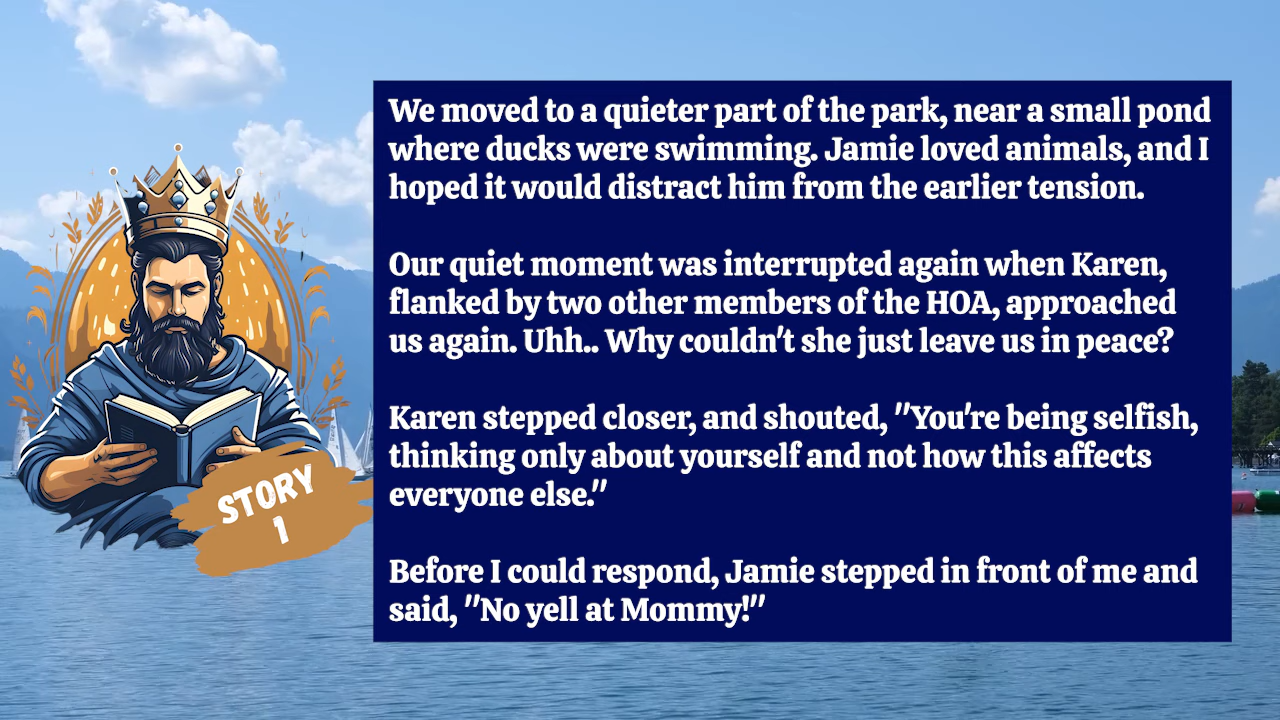 We moved to a quieter part of the park, near a small pond
where ducks were swimming. Jamie loved animals, and I
hoped it would distract him from the earlier tension.
Our quiet moment was interrupted again when Karen,
flanked by two other members of the HOA, approached
us again. Uhh.. Why couldn't she just leave us in peace?
Karen stepped closer, and shouted, "You're being selfish,
thinking only about yourself and not how this affects
everyone else."
Before I could respond, Jamie stepped in front of me and
said, "No yell at Mommy!"
STORY
1